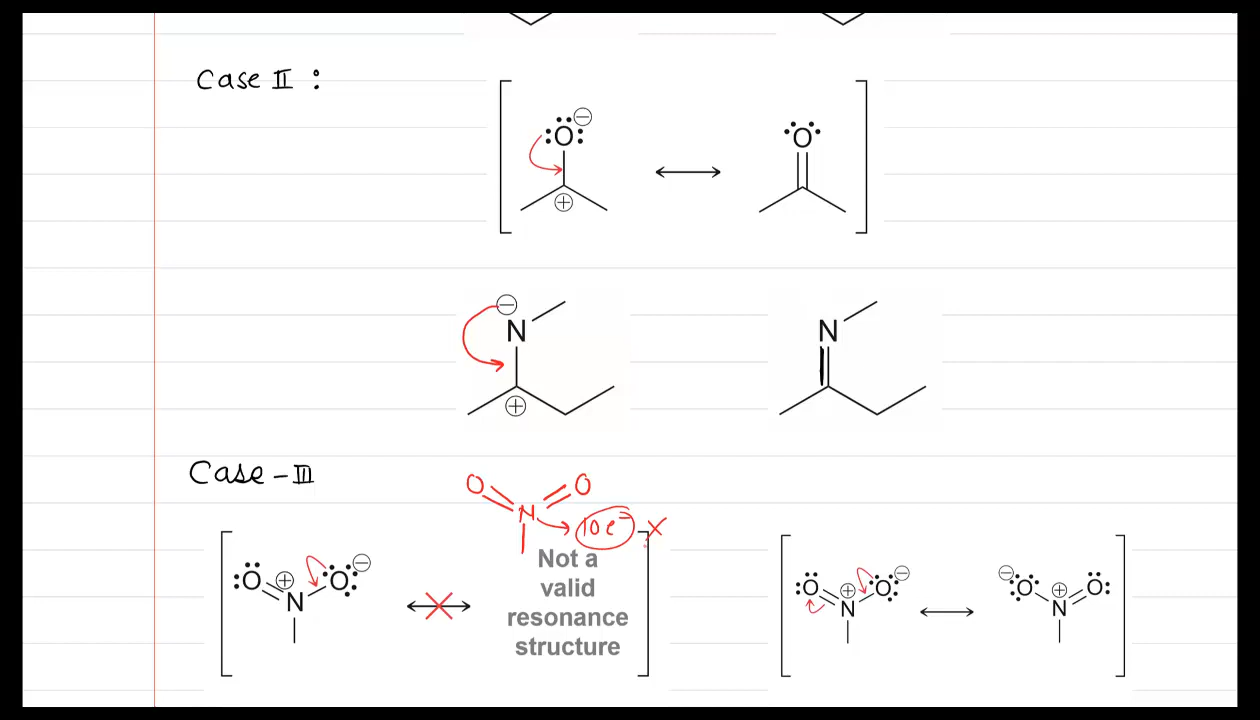 Case II :
O ⊖
⊕
O
⊖
N
⊕
N
Case - III
O O
N 10e⁻ X
Not a
valid
resonance
structure
O ⊕ N O ⊖
O ⊕ N O ⊖
⊖ O ⊕ N O